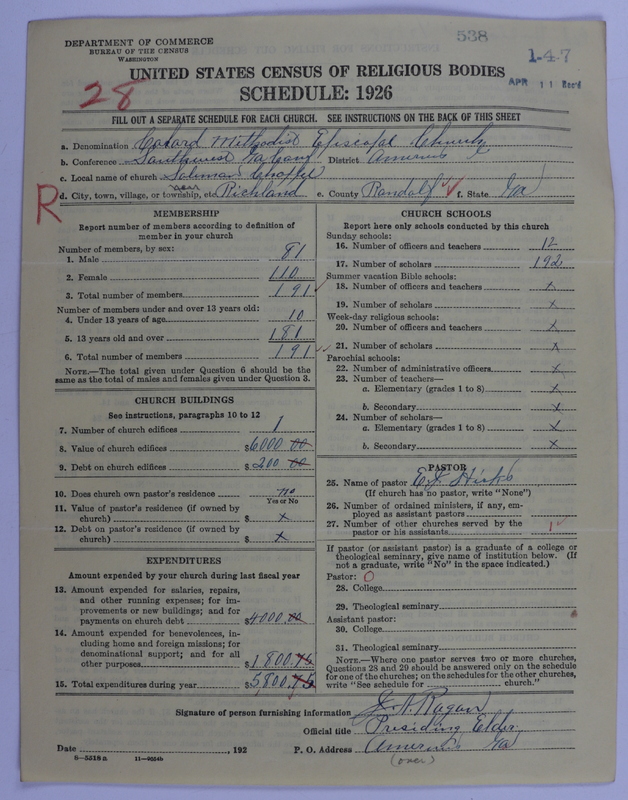 538
DEPARTMENT OF COMMERCE
BUREAU OF THE CENSUS
WASHINGTON
1-4-7
APR 11 Rec'd
28
UNITED STATES CENSUS OF RELIGIOUS BODIES
SCHEDULE: 1926
FILL OUT A SEPARATE SCHEDULE FOR EACH CHURCH. SEE INSTRUCTIONS ON THE BACK OF THIS SHEET
a. Denomination Colard Methodist Episcopal Church
b. Conference Southwest Georgia District Americus
c. Local name of church
R
d. City, town, village, or township, etc. near Richland e. County Randolf f. State Ga
MEMBERSHIP
Report number of members according to definition of
member in your church
Number of members, by sex:
1. Male 81
2. Female 110
3. Total number of members 191
Number of members under and over 13 years old:
4. Under 13 years of age 10
5. 13 years old and over 181
6. Total number of members 191
NOTE.—The total given under Question 6 should be
same as the total of males and females given under Question 3.
CHURCH BUILDINGS
See instructions, paragraphs 10 to 12
7. Number of church edifices 1
8. Value of church edifices $6000 00
9. Debt on church edifices $200 00
10. Does church own pastor's residence no
Yes or No
11. Value of pastor's residence (if owned by
church) $ x
12. Debt on pastor's residence (if owned by
church) $ x
EXPENDITURES
Amount expended by your church during last fiscal year
13. Amount expended for salaries, repairs,
and other running expenses; for im-
provements or new buildings; and for
payments on church debt $4000 00
14. Amount expended for benevolences, in-
cluding home and foreign missions; for
denominational support; and for all
other purposes $1800.
15. Total expenditures during year $5800.
CHURCH SCHOOLS
Report here only schools conducted by this church
Sunday schools:
16. Number of officers and teachers 12
17. Number of scholars 192
Summer vacation Bible schools:
18. Number of officers and teachers x
19. Number of scholars x
Week-day religious schools:
20. Number of officers and teachers x
21. Number of scholars x
Parochial schools:
22. Number of administrative officers x
23. Number of teachers—
a. Elementary (grades 1 to 8) x
b. Secondary x
24. Number of scholars—
a. Elementary (grades 1 to 8) x
b. Secondary x
PASTOR
25. Name of pastor E. J. Hicks
(If church has no pastor, write "None")
26. Number of ordained ministers, if any, em-
ployed as assistant pastors
27. Number of other churches served by the
pastor or his assistants 1
If pastor (or assistant pastor) is a graduate of a college or
theological seminary, give name of institution below. (If
not a graduate, write "No" in the space indicated.)
Pastor: 0
28. College
29. Theological seminary
Assistant pastor:
30. College
31. Theological seminary
NOTE.—Where one pastor serves two or more churches,
Questions 28 and 29 should be answered only on the schedule
for one of the churches; on the schedules for the other churches,
write "See schedule for church."
Signature of person furnishing information J. A. Ragan
Official title Presiding Elder
Date , 192 P. O. Address Americus Ga
8—5518 B 11—9054b (over)